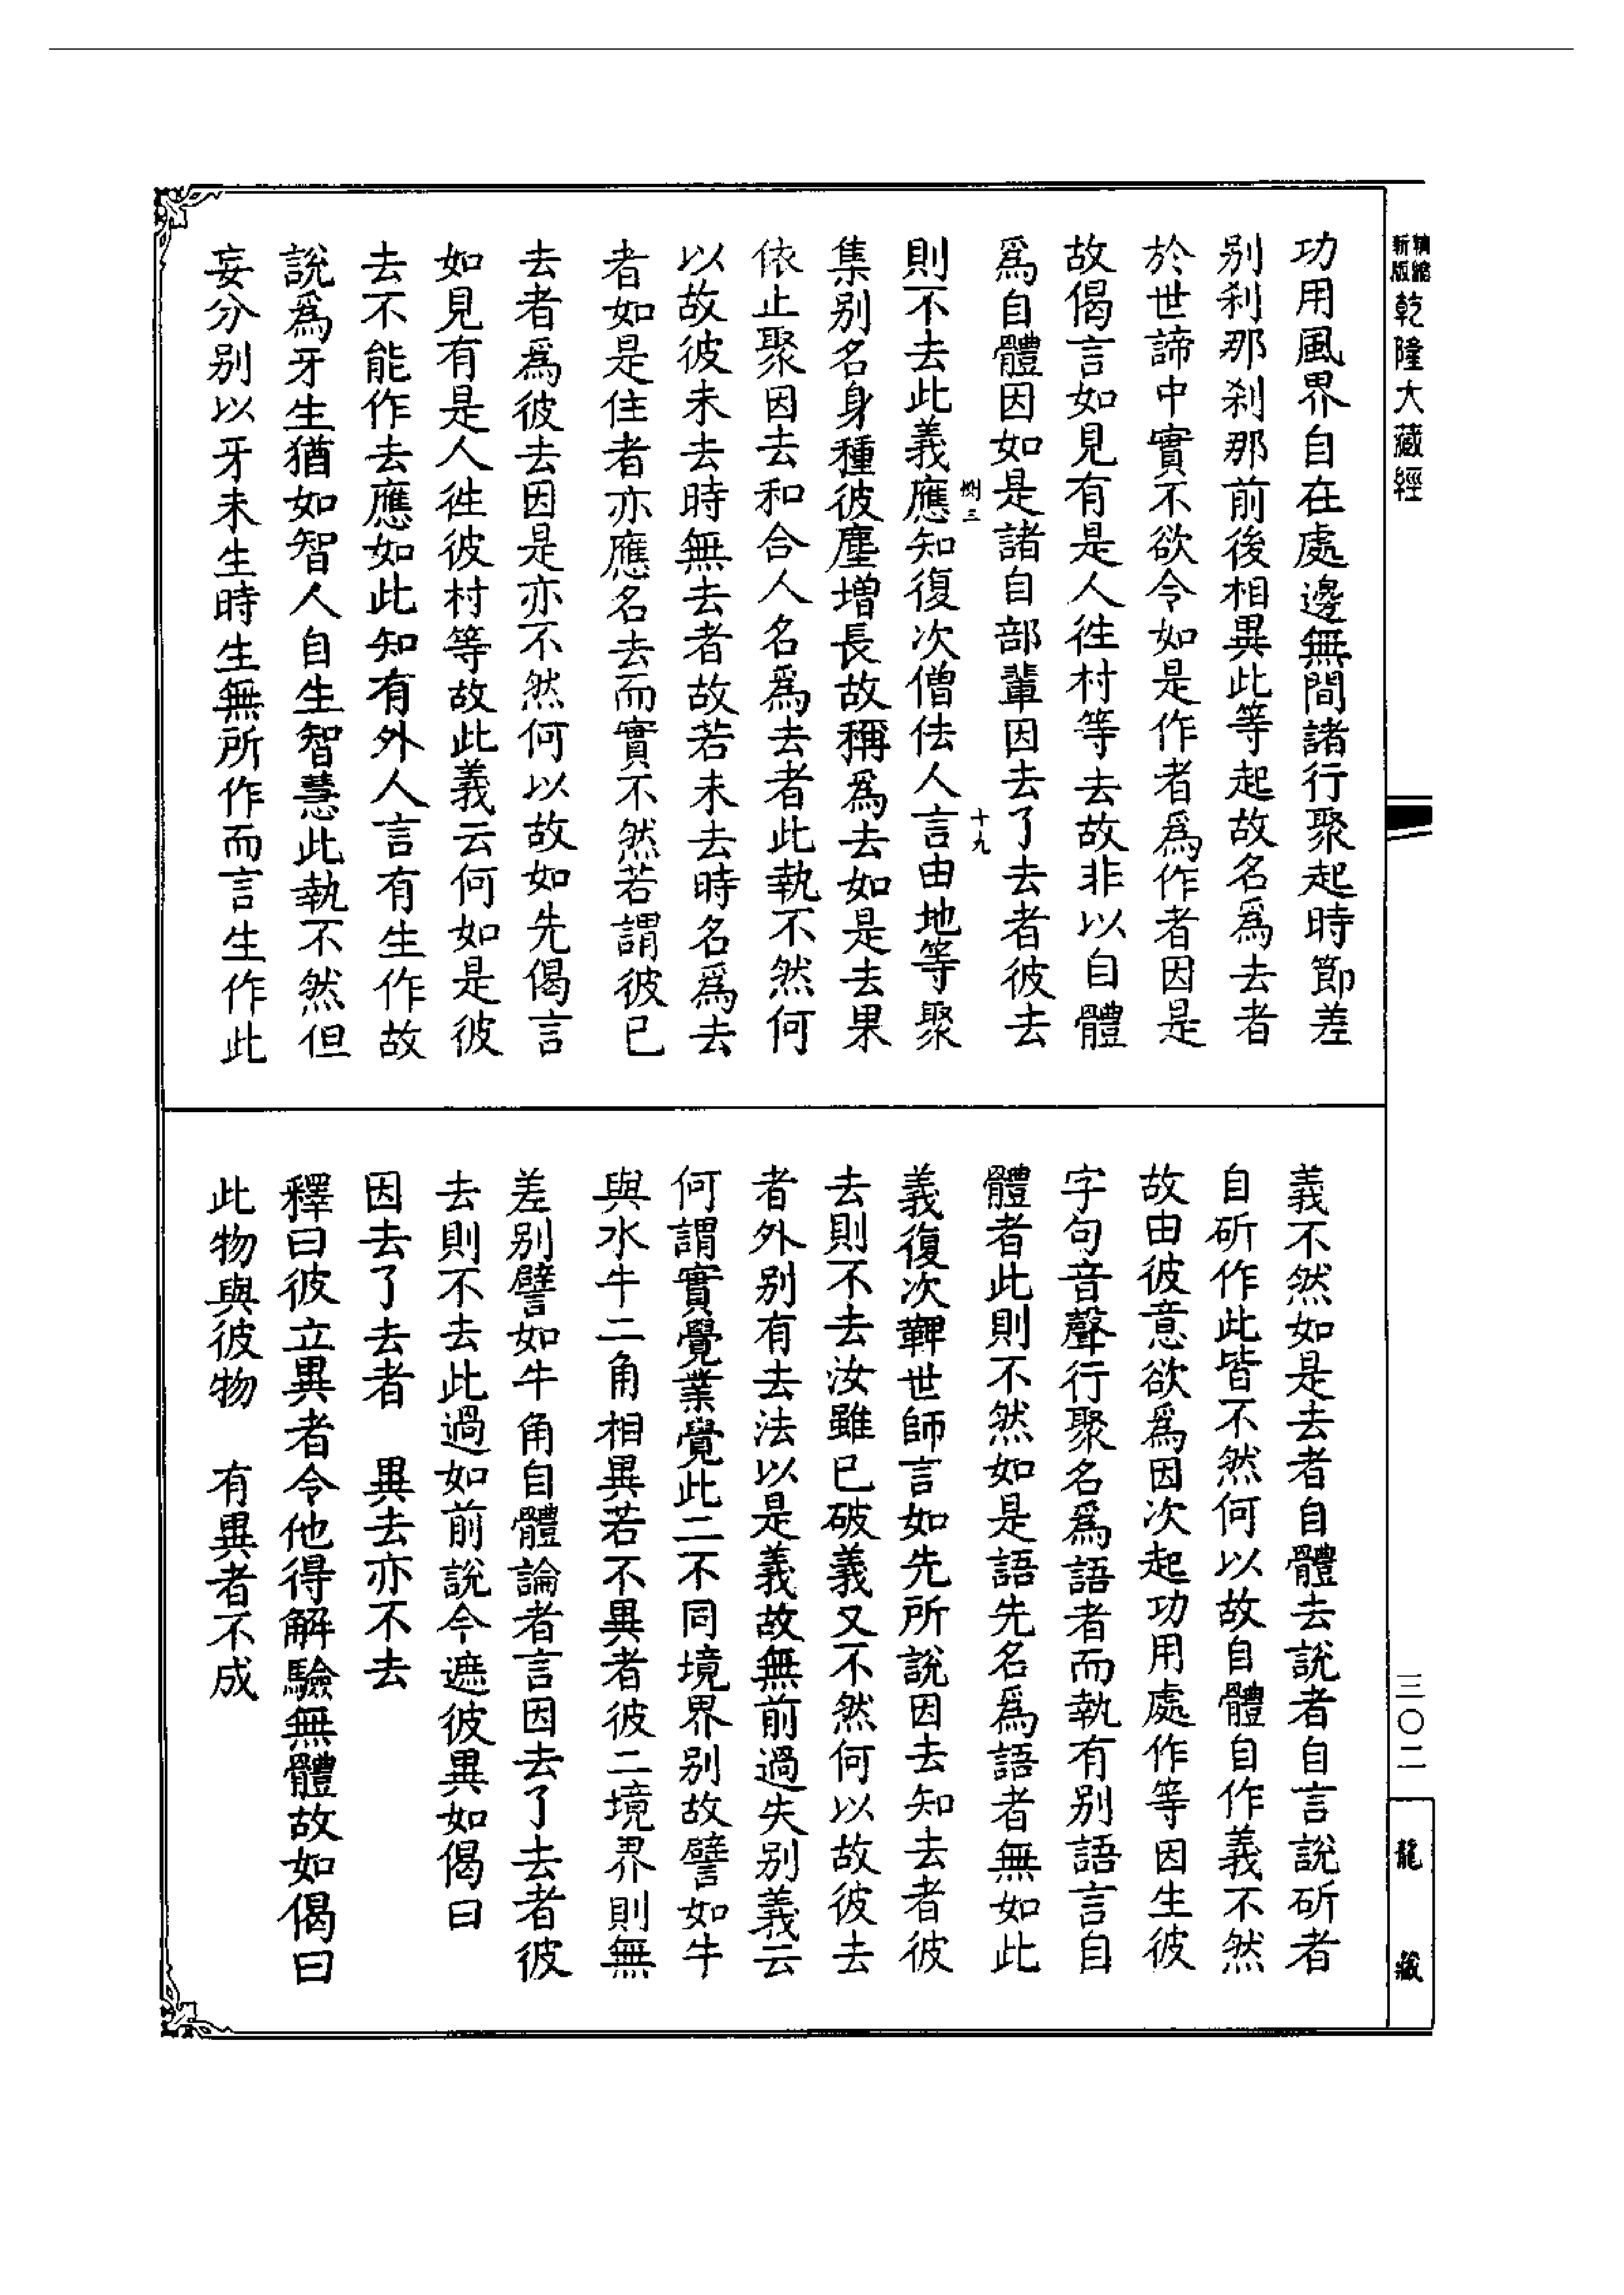 新版精縮乾隆大藏經
功用風界自在處邊無間諸行聚起時節差
别刹那刹那前後相異此等起故名爲去者
於世諦中實不欲令如是作者爲作者因是
故偈言如見有是人徃村等去故非以自體
爲自體因如是諸自部輩因去了去者彼去
則不去此義應知復次僧佉人言由地等聚
集别名身種彼塵增長故稱爲去如是去果
依止聚因去和合人名爲去者此執不然何
以故彼未去時無去者故若未去時名爲去
者如是住者亦應名去而實不然若謂彼已
去者爲彼去因是亦不然何以故如先偈言
如見有是人徃彼村等故此義云何如是彼
去不能作去應如此知有外人言有生作故
說爲牙生猶如智人自生智慧此執不然但
妄分别以牙未生時生無所作而言生作此
義不然如是去者自體去說者自言說斫者
自斫作此皆不然何以故自體自作義不然
故由彼意欲爲因次起功用處作等因生彼
字句音聲行聚名爲語者而執有别語言自
體者此則不然如是語先名爲語者無如此
義復次鞞世師言如先所說因去知去者彼
去則不去汝雖已破義又不然何以故彼去
者外别有去法以是義故無前過失别義云
何謂實覺業覺此二不同境界别故譬如牛
與水牛二角相異若不異者彼二境界則無
差别譬如牛角自體論者言因去了去者彼
去則不去此過如前說今遮彼異如偈曰
因去了去者　異去亦不去
釋曰彼立異者令他得解驗無體故如偈曰
此物與彼物　有異者不成
三〇二
龍藏
十九